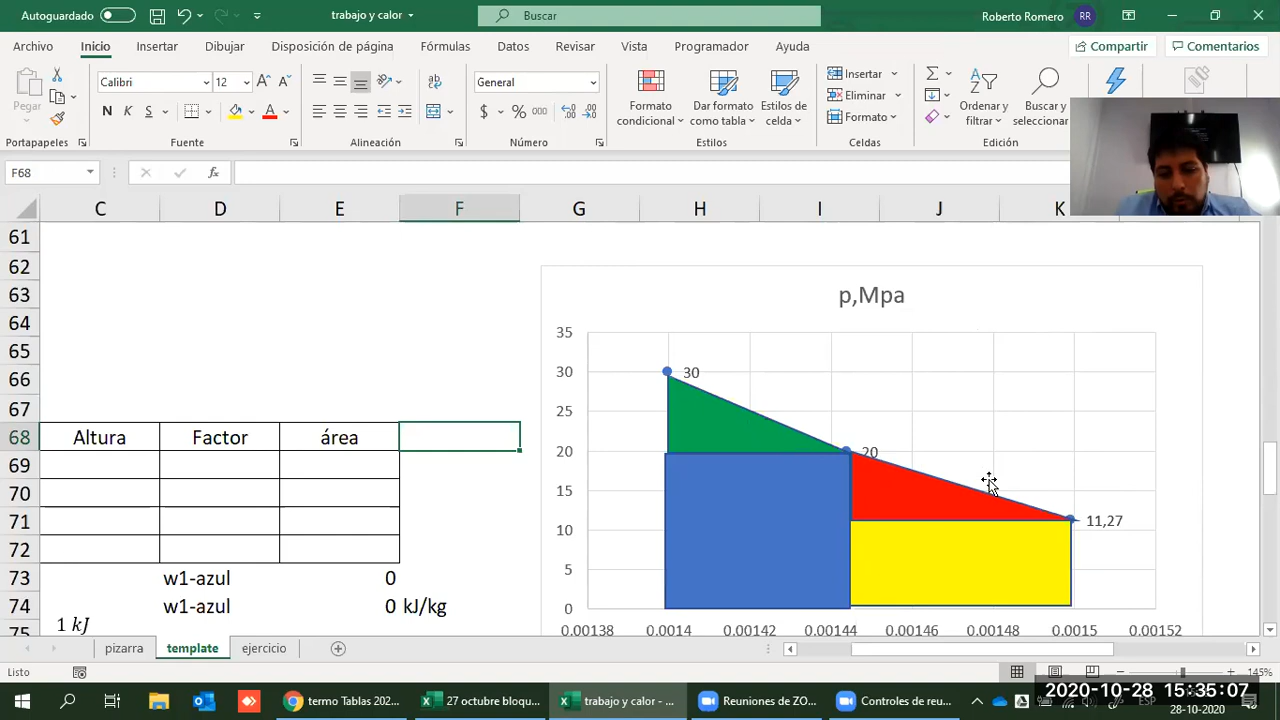 Autoguardado
trabajo y calor
Buscar
Roberto Romero
RR
Archivo
Inicio
Insertar
Dibujar
Disposición de página
Fórmulas
Datos
Revisar
Vista
Programador
Ayuda
Compartir
Comentarios
Pegar
Calibri
12
General
N K S
$ % 000
Formato condicional
Dar formato como tabla
Estilos de celda
Insertar
Eliminar
Formato
Ordenar y filtrar
Buscar y seleccionar
Portapapeles
Fuente
Alineación
Número
Estilos
Celdas
Edición
F68
fx
C D E F G H I J K
61
62
63
64
65
66
67
68 Altura Factor área
69
70
71
72
73 w1-azul 0
74 w1-azul 0 kJ/kg
75 1 kJ
p,Mpa
35
30
25
20
15
10
5
0
30
20
11,27
0.00138 0.0014 0.00142 0.00144 0.00146 0.00148 0.0015 0.00152
pizarra
template
ejercicio
Listo
145%
termo Tablas 202...
27 octubre bloqu...
trabajo y calor - ...
Reuniones de ZO...
Controles de reu...
ESP
2020-10-28 15:35:07
28-10-2020